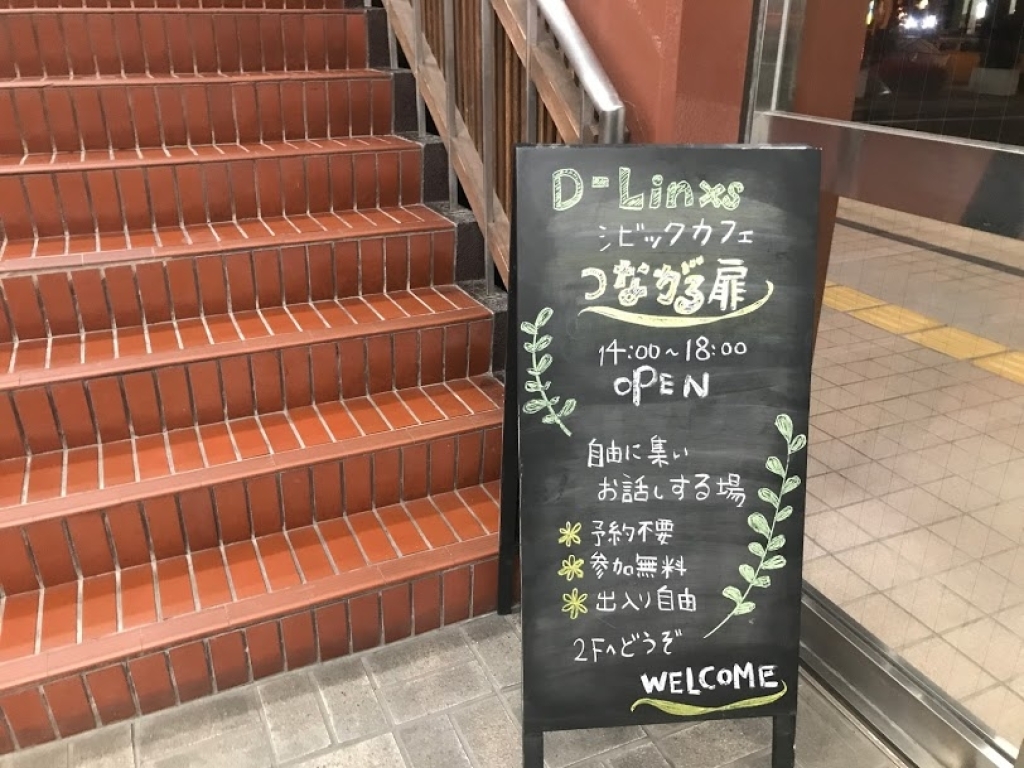 D-Linxs
シビックカフェ
つながる扉
14:00~18:00
OPEN
自由に集い
お話しする場
予約不要
参加無料
出入り自由
2Fへどうぞ
WELCOME